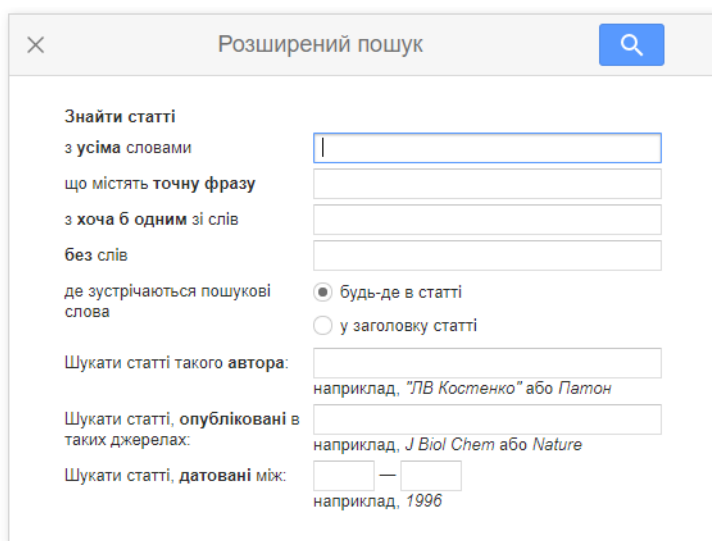 Розширений пошук
Знайти статті
з усіма словами
що містять точну фразу
з хоча б одним зі слів
без слів
де зустрічаються пошукові
слова
будь-де в статті
у заголовку статті
Шукати статті такого автора:
наприклад, "ЛВ Костенко" або Патон
Шукати статті, опубліковані в
таких джерелах:
наприклад, J Biol Chem або Nature
Шукати статті, датовані між:
—
наприклад, 1996